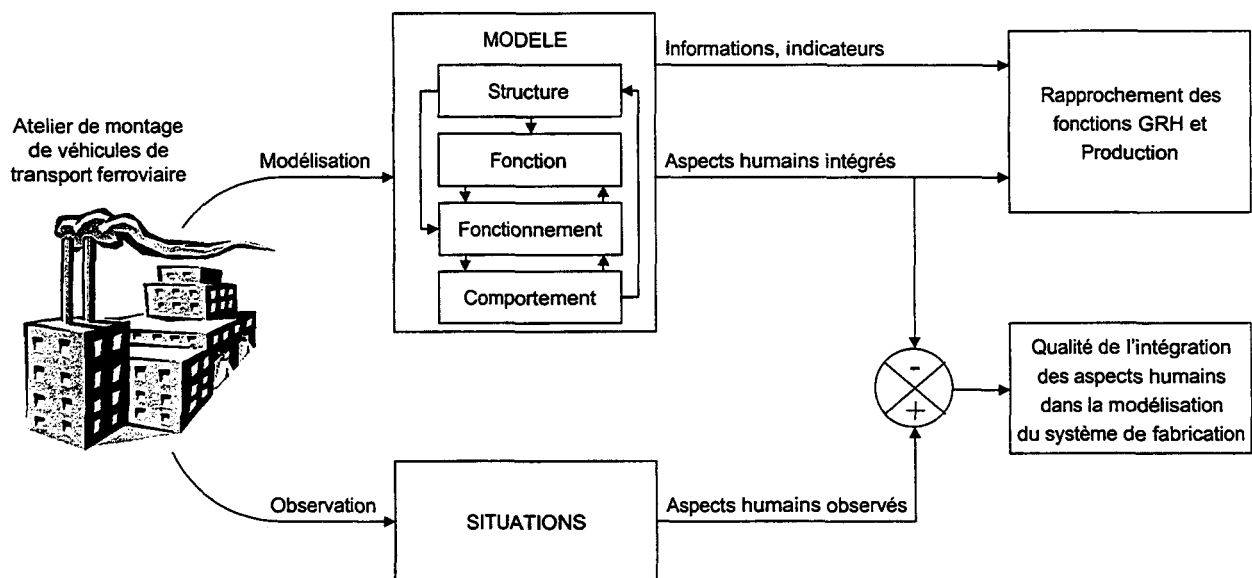 MODELE
Structure
Fonction
Fonctionnement
Comportement
Atelier de montage
de véhicules de
transport ferroviaire
Modélisation
Informations, indicateurs
Aspects humains intégrés
Rapprochement des
fonctions GRH et
Production
-
+
Qualité de l'intégration
des aspects humains
dans la modélisation
du système de fabrication
Observation
SITUATIONS
Aspects humains observés